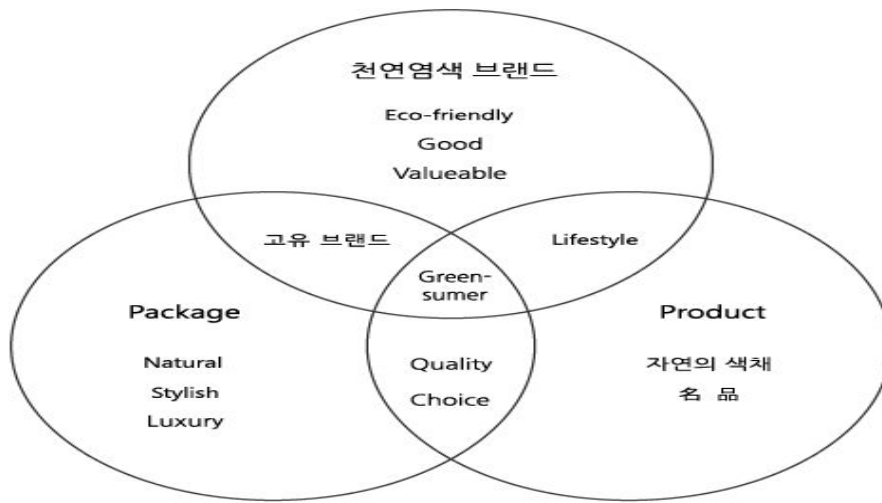 천연염색 브랜드
Eco-friendly
Good
Valueable
고유 브랜드
Lifestyle
Green-
sumer
Package
Natural
Stylish
Luxury
Quality
Choice
Product
자연의 색채
名 品